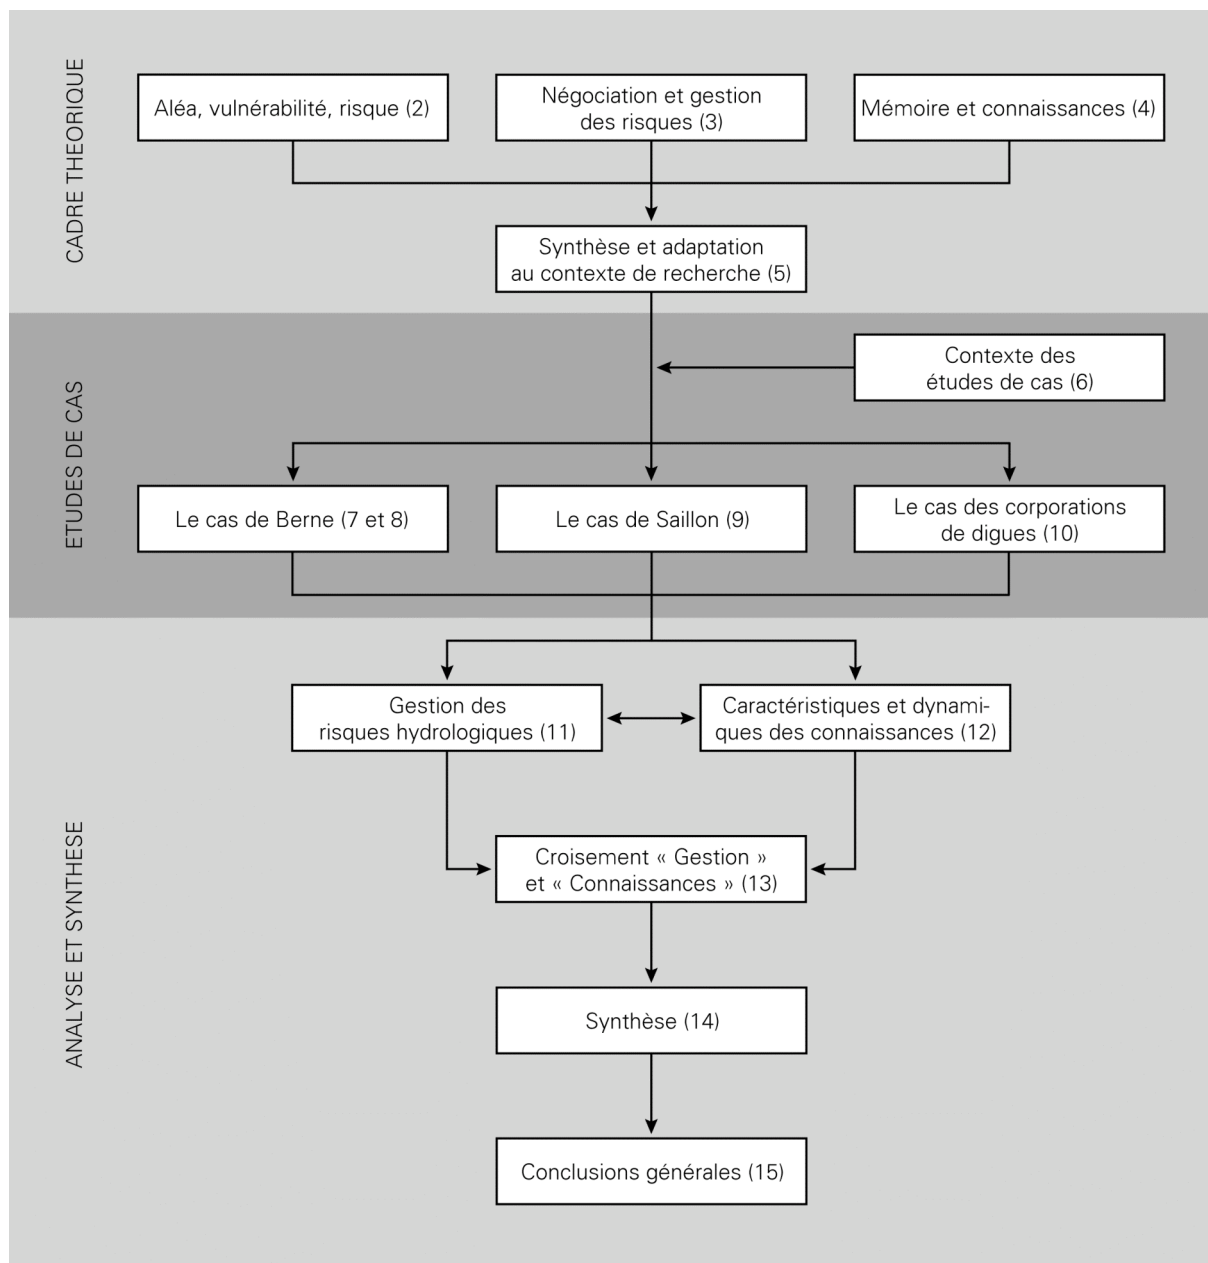 CADRE THEORIQUE
Aléa, vulnérabilité, risque (2)
Négociation et gestion
des risques (3)
Mémoire et connaissances (4)
Synthèse et adaptation
au contexte de recherche (5)
ETUDES DE CAS
Contexte des
études de cas (6)
Le cas de Berne (7 et 8)
Le cas de Saillon (9)
Le cas des corporations
de digues (10)
ANALYSE ET SYNTHESE
Gestion des
risques hydrologiques (11)
Caractéristiques et dynami-
ques des connaissances (12)
Croisement « Gestion »
et « Connaissances » (13)
Synthèse (14)
Conclusions générales (15)